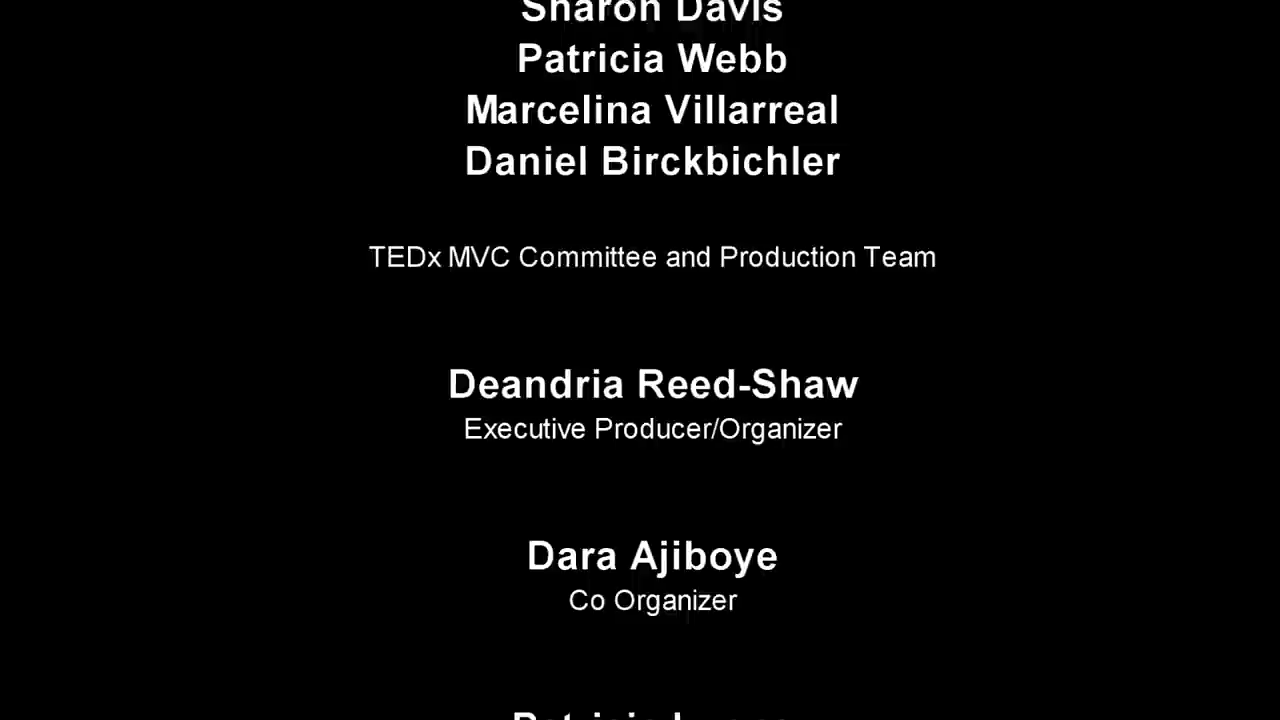 Sharon Davis
Patricia Webb
Marcelina Villarreal
Daniel Birckbichler
TEDx MVC Committee and Production Team
Deandria Reed-Shaw
Executive Producer/Organizer
Dara Ajiboye
Co Organizer
Patricia